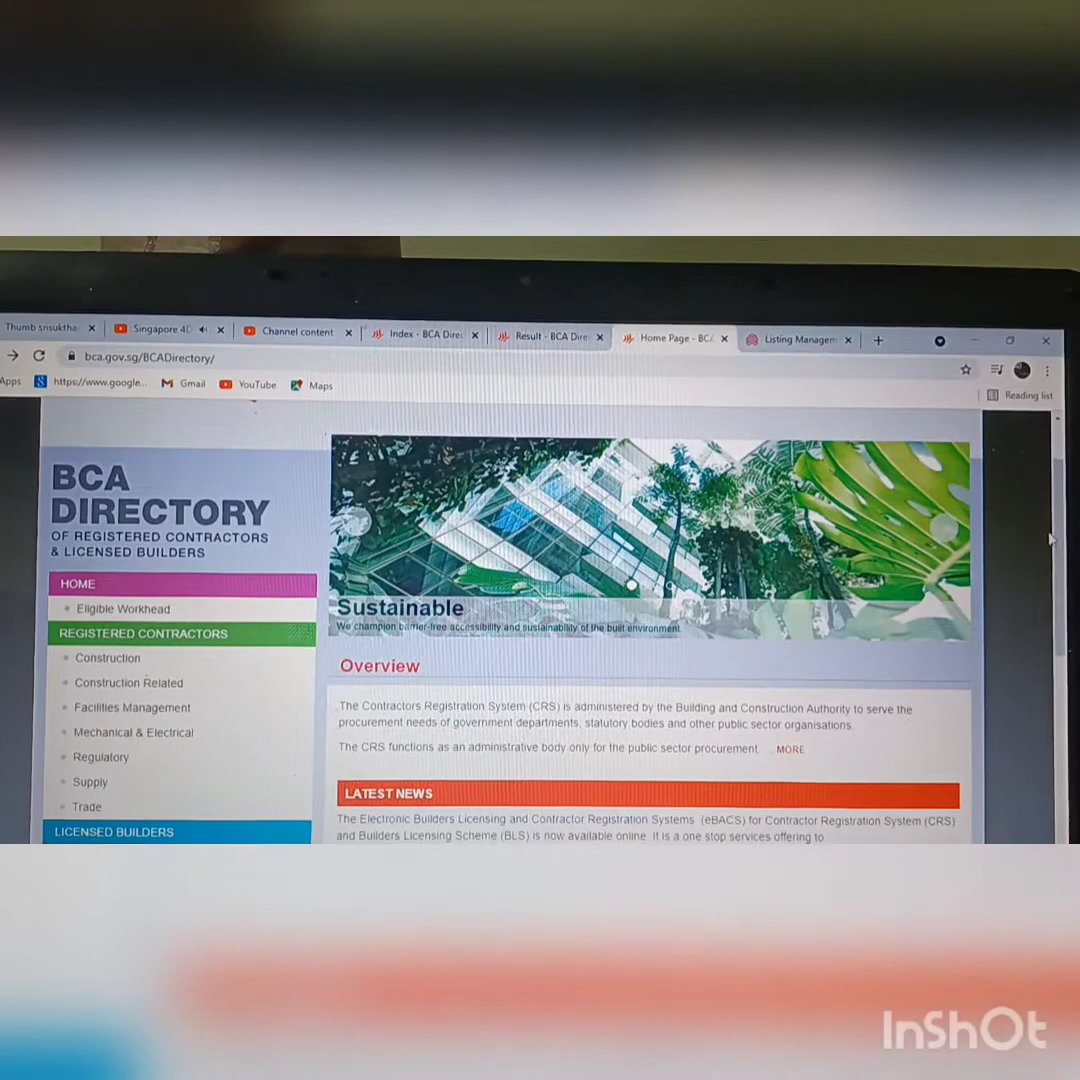 Thumb snsuktha
Singapore 4D
Channel content
Index - BCA Direc
Result - BCA Dire
Home Page - BCA
Listing Managem
bca.gov.sg/BCADirectory/
Apps
https://www.google...
Gmail
YouTube
Maps
Reading list
BCA
DIRECTORY
OF REGISTERED CONTRACTORS
& LICENSED BUILDERS
HOME
Eligible Workhead
REGISTERED CONTRACTORS
Construction
Construction Related
Facilities Management
Mechanical & Electrical
Regulatory
Supply
Trade
LICENSED BUILDERS
Sustainable
We champion barrier-free accessibility and sustainability of the built environment.
Overview
The Contractors Registration System (CRS) is administered by the Building and Construction Authority to serve the
procurement needs of government departments, statutory bodies and other public sector organisations.
The CRS functions as an administrative body only for the public sector procurement. ... MORE
LATEST NEWS
The Electronic Builders Licensing and Contractor Registration Systems (eBACS) for Contractor Registration System (CRS)
and Builders Licensing Scheme (BLS) is now available online. It is a one stop services offering to
InShOt